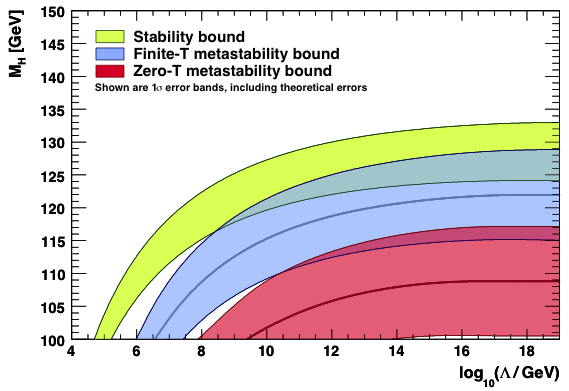 M_H [GeV]
150
145
140
135
130
125
120
115
110
105
100
Stability bound
Finite-T metastability bound
Zero-T metastability bound
Shown are 1σ error bands, including theoretical errors
4 6 8 10 12 14 16 18
log₁₀(Λ / GeV)